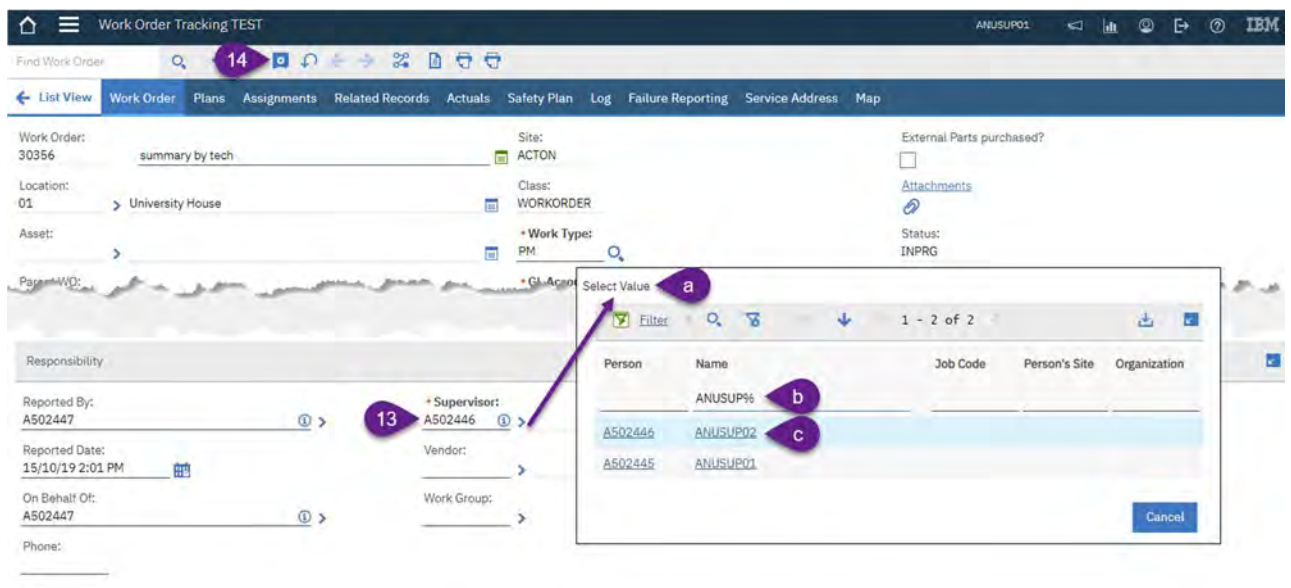 Work Order Tracking TEST ANUSUP01 IBM
Find Work Order 14
List View Work Order Plans Assignments Related Records Actuals Safety Plan Log Failure Reporting Service Address Map
Work Order: Site: External Parts purchased?
30356 summary by tech ACTON
Location: Class: Attachments
01 University House WORKORDER
Asset: * Work Type: Status:
PM INPRG
Parent WO: * GL Accou
Select Value a
Filter 1 - 2 of 2
Responsibility
Person Name Job Code Person's Site Organization
Reported By: * Supervisor:
A502447 13 A502446
ANUSUP% b
A502446 ANUSUP02 c
Reported Date: Vendor:
15/10/19 2:01 PM
A502445 ANUSUP01
On Behalf Of: Work Group:
A502447
Cancel
Phone: